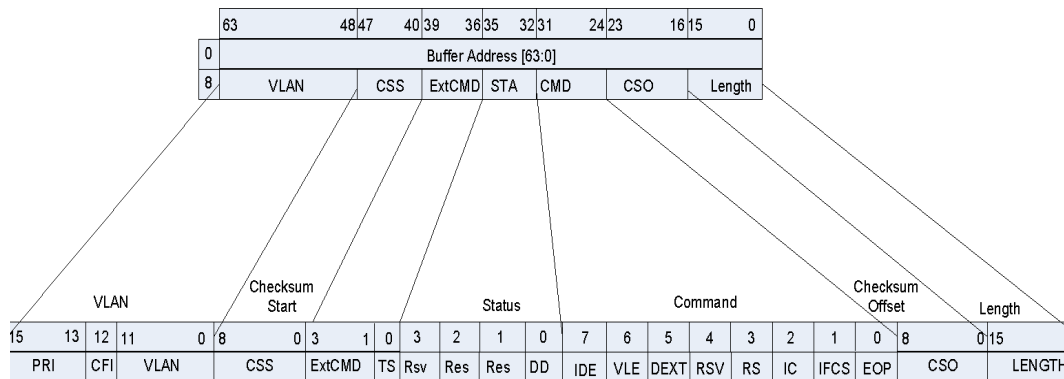 63 48 47 40 39 36 35 32 31 24 23 16 15 0
0 Buffer Address [63:0]
8 VLAN CSS ExtCMD STA CMD CSO Length
VLAN Checksum Start Status Command Checksum Offset Length
15 13 12 11 0 8 0 3 1 0 3 2 1 0 7 6 5 4 3 2 1 0 8 0 15
PRI CFI VLAN CSS ExtCMD TS Rsv Res Res DD IDE VLE DEXT RSV RS IC IFCS EOP CSO